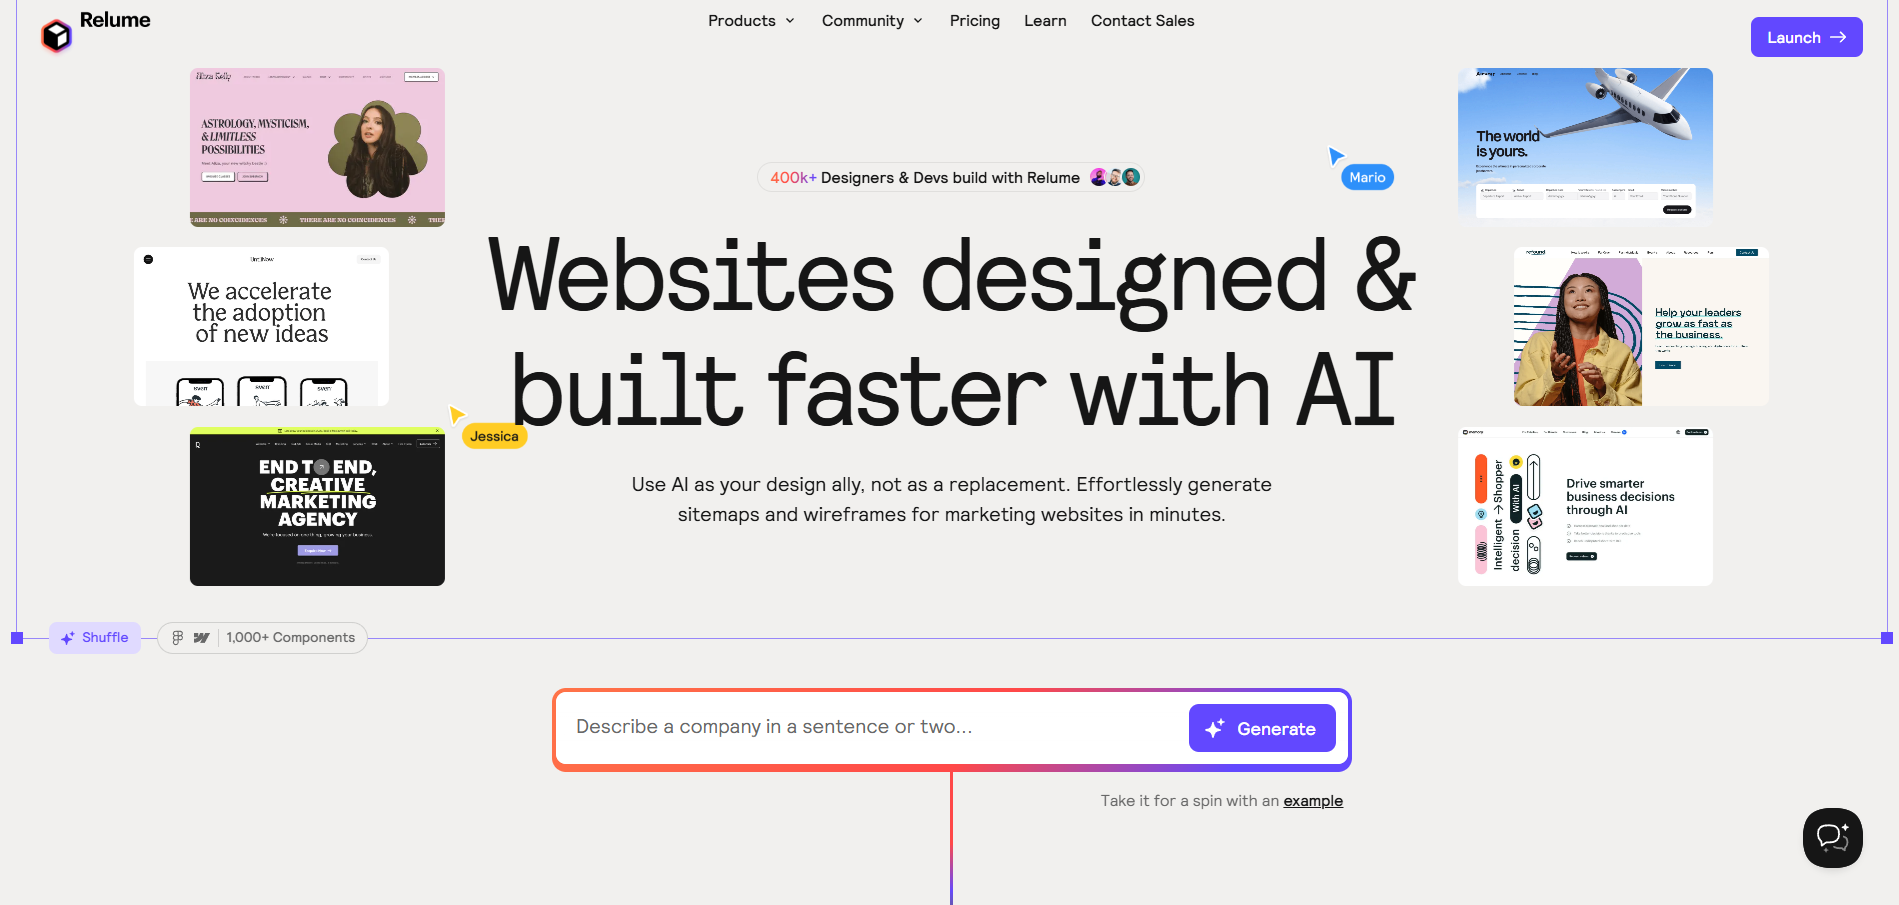 Relume
Products
Community
Pricing
Learn
Contact Sales
Launch
400k+ Designers & Devs build with Relume
Websites designed &
built faster with AI
Use AI as your design ally, not as a replacement. Effortlessly generate
sitemaps and wireframes for marketing websites in minutes.
ASTROLOGY, MYSTICISM,
& LIMITLESS
POSSIBILITIES
ARE NO COINCIDENCES
THERE ARE NO COINCIDENCES
THER
We accelerate
the adoption
of new ideas
Jessica
END T END,
CREATIVE
MARKETING
AGENCY
Mario
The world
is yours.
Help your leaders
grow as fast as
the business.
Intelligent → Shopper
decision with AI
Drive smarter
business decisions
through AI
Shuffle
1,000+ Components
Describe a company in a sentence or two...
Generate
Take it for a spin with an example